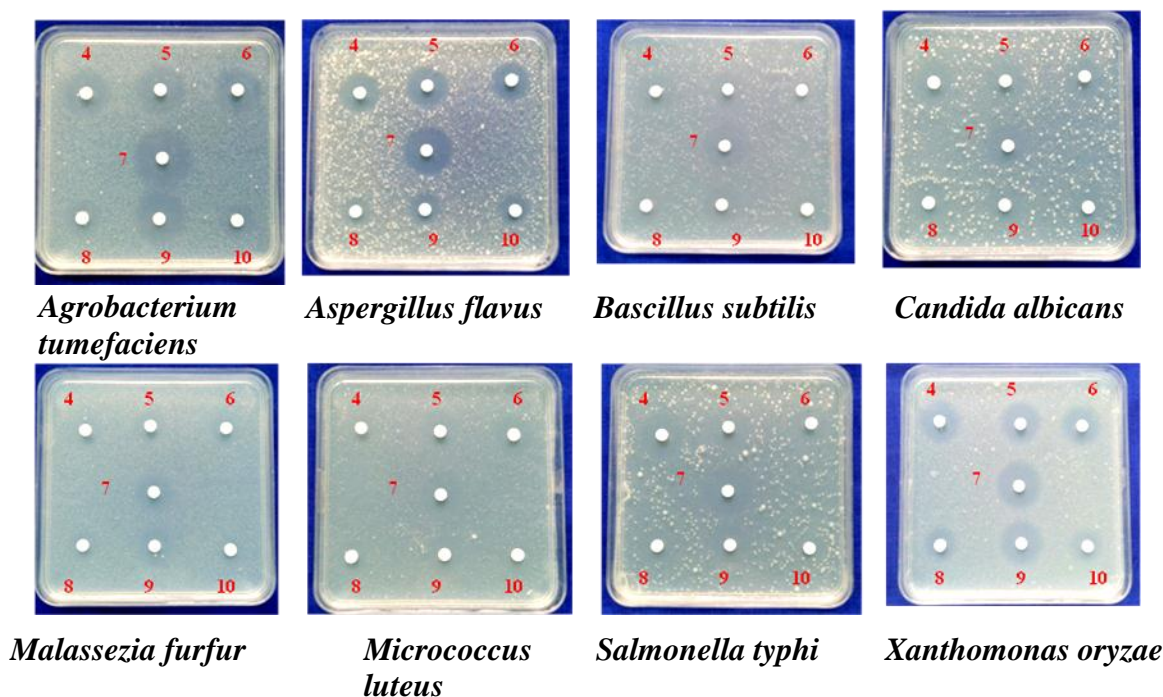 4 5 6
7
8 9 10
4 5 6
7
8 9 10
4 5 6
7
8 9 10
4 5 6
7
8 9 10
Agrobacterium
tumefaciens
Aspergillus flavus
Bascillus subtilis
Candida albicans
4 5 6
7
8 9 10
4 5 6
7
8 9 10
4 5 6
7
8 9 10
4 5 6
7
8 9 10
Malassezia furfur
Micrococcus
luteus
Salmonella typhi
Xanthomonas oryzae